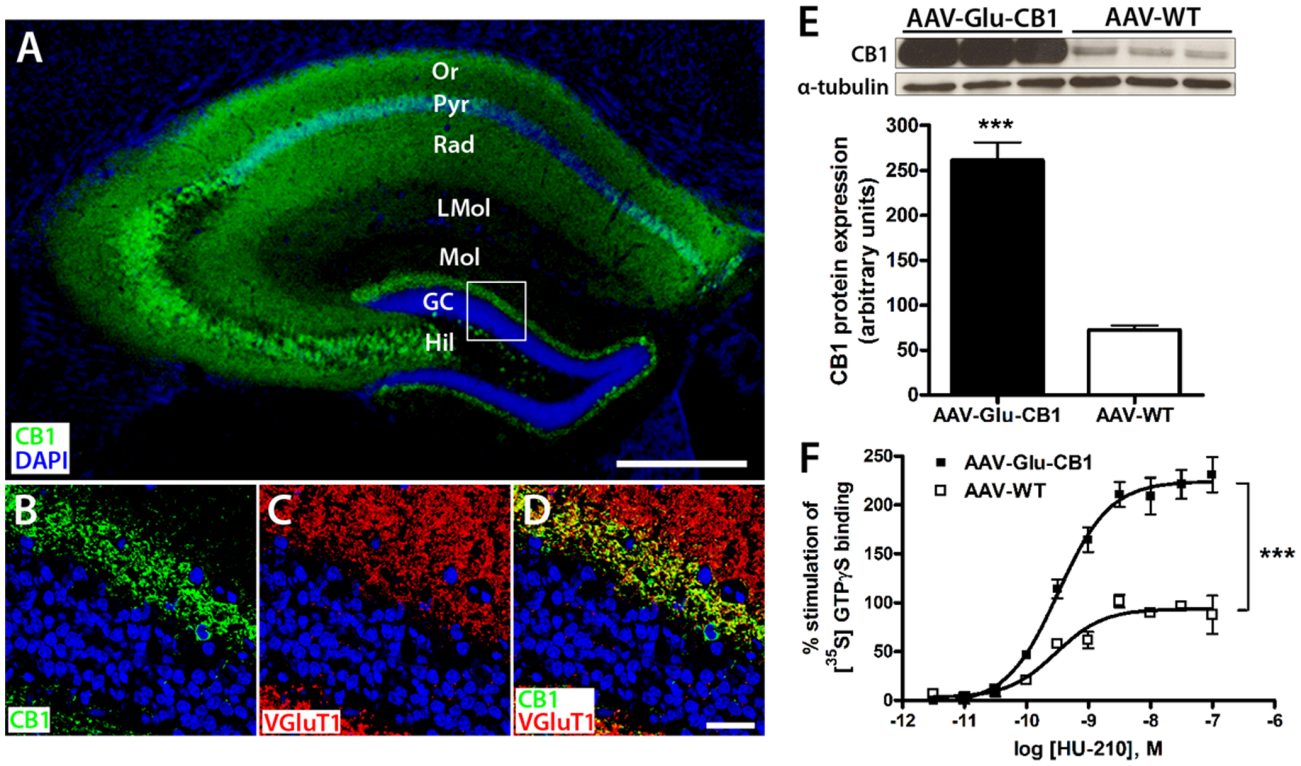 A
Or
Pyr
Rad
LMol
Mol
GC
Hil
CB1
DAPI
B
CB1
C
VGluT1
D
CB1
VGluT1
E
AAV-Glu-CB1 AAV-WT
CB1
α-tubulin
CB1 protein expression
(arbitrary units)
300
250
200
150
100
50
0
***
AAV-Glu-CB1 AAV-WT
F
% stimulation of
[³⁵S] GTPγS binding
250
200
150
100
50
0
AAV-Glu-CB1
AAV-WT
***
-12 -11 -10 -9 -8 -7 -6
log [HU-210], M